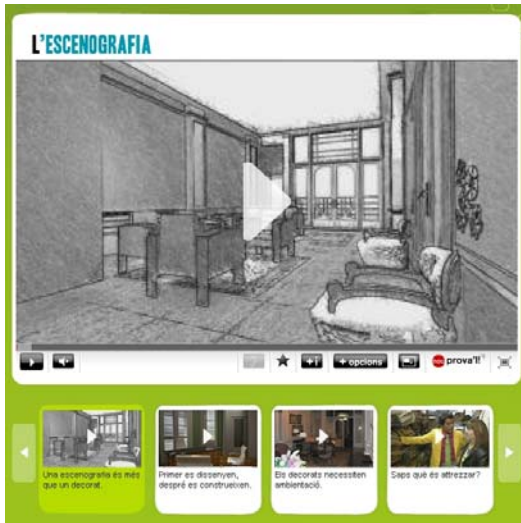 L'ESCENOGRAFIA
+i
+ opcions
prova'l!
Una escenografia és més
que un decorat.
Primer es dissenyen,
després es construeixen.
Els decorats necessiten
ambientació.
Saps què és attrezzar?